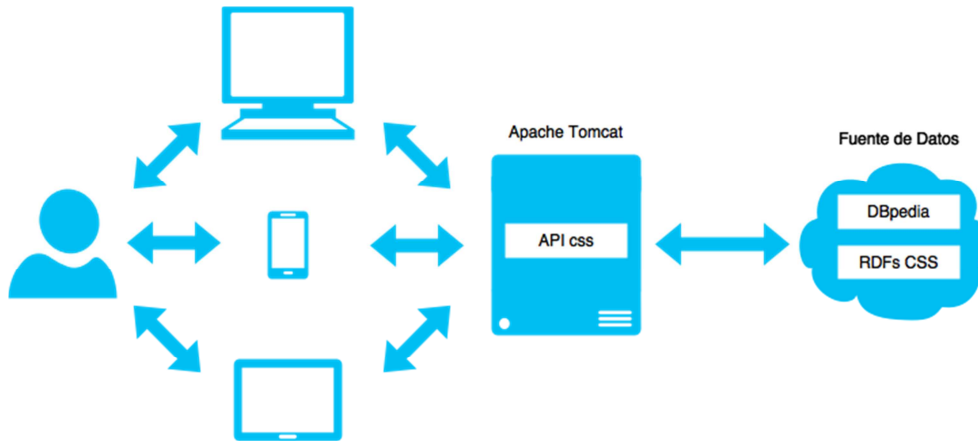 Apache Tomcat
API css
Fuente de Datos
DBpedia
RDFs CSS